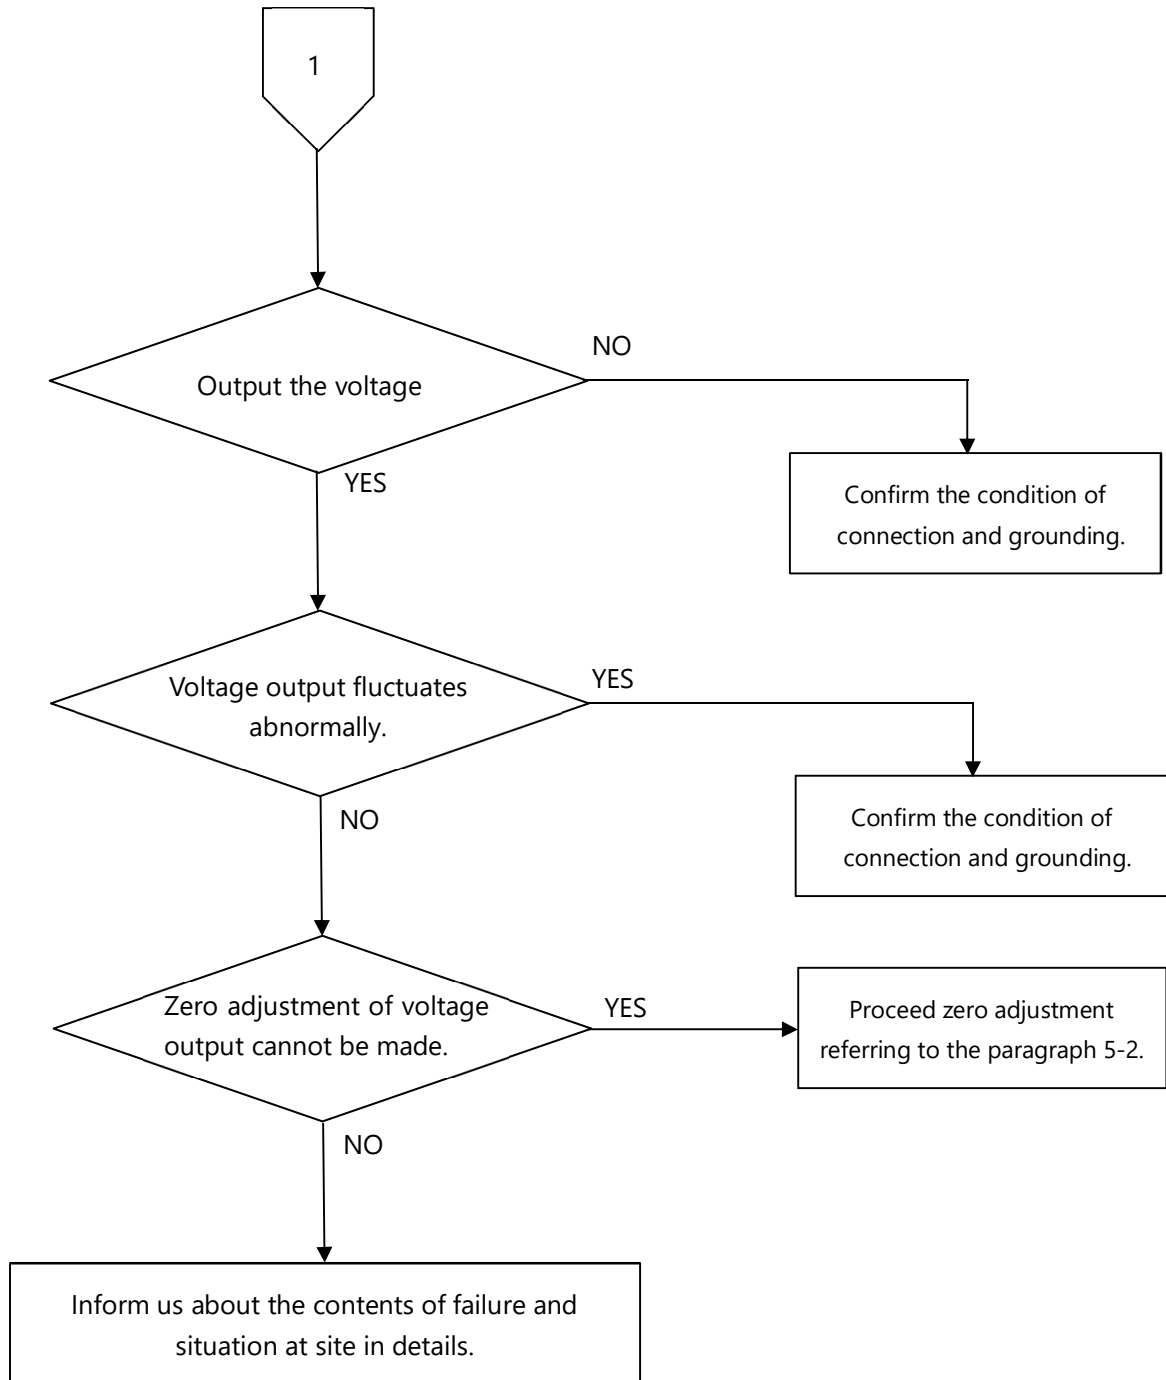 1
NO
Output the voltage
YES
Confirm the condition of
connection and grounding.
YES
Voltage output fluctuates
abnormally.
NO
Confirm the condition of
connection and grounding.
Zero adjustment of voltage
output cannot be made.
YES
Proceed zero adjustment
referring to the paragraph 5-2.
NO
Inform us about the contents of failure and
situation at site in details.